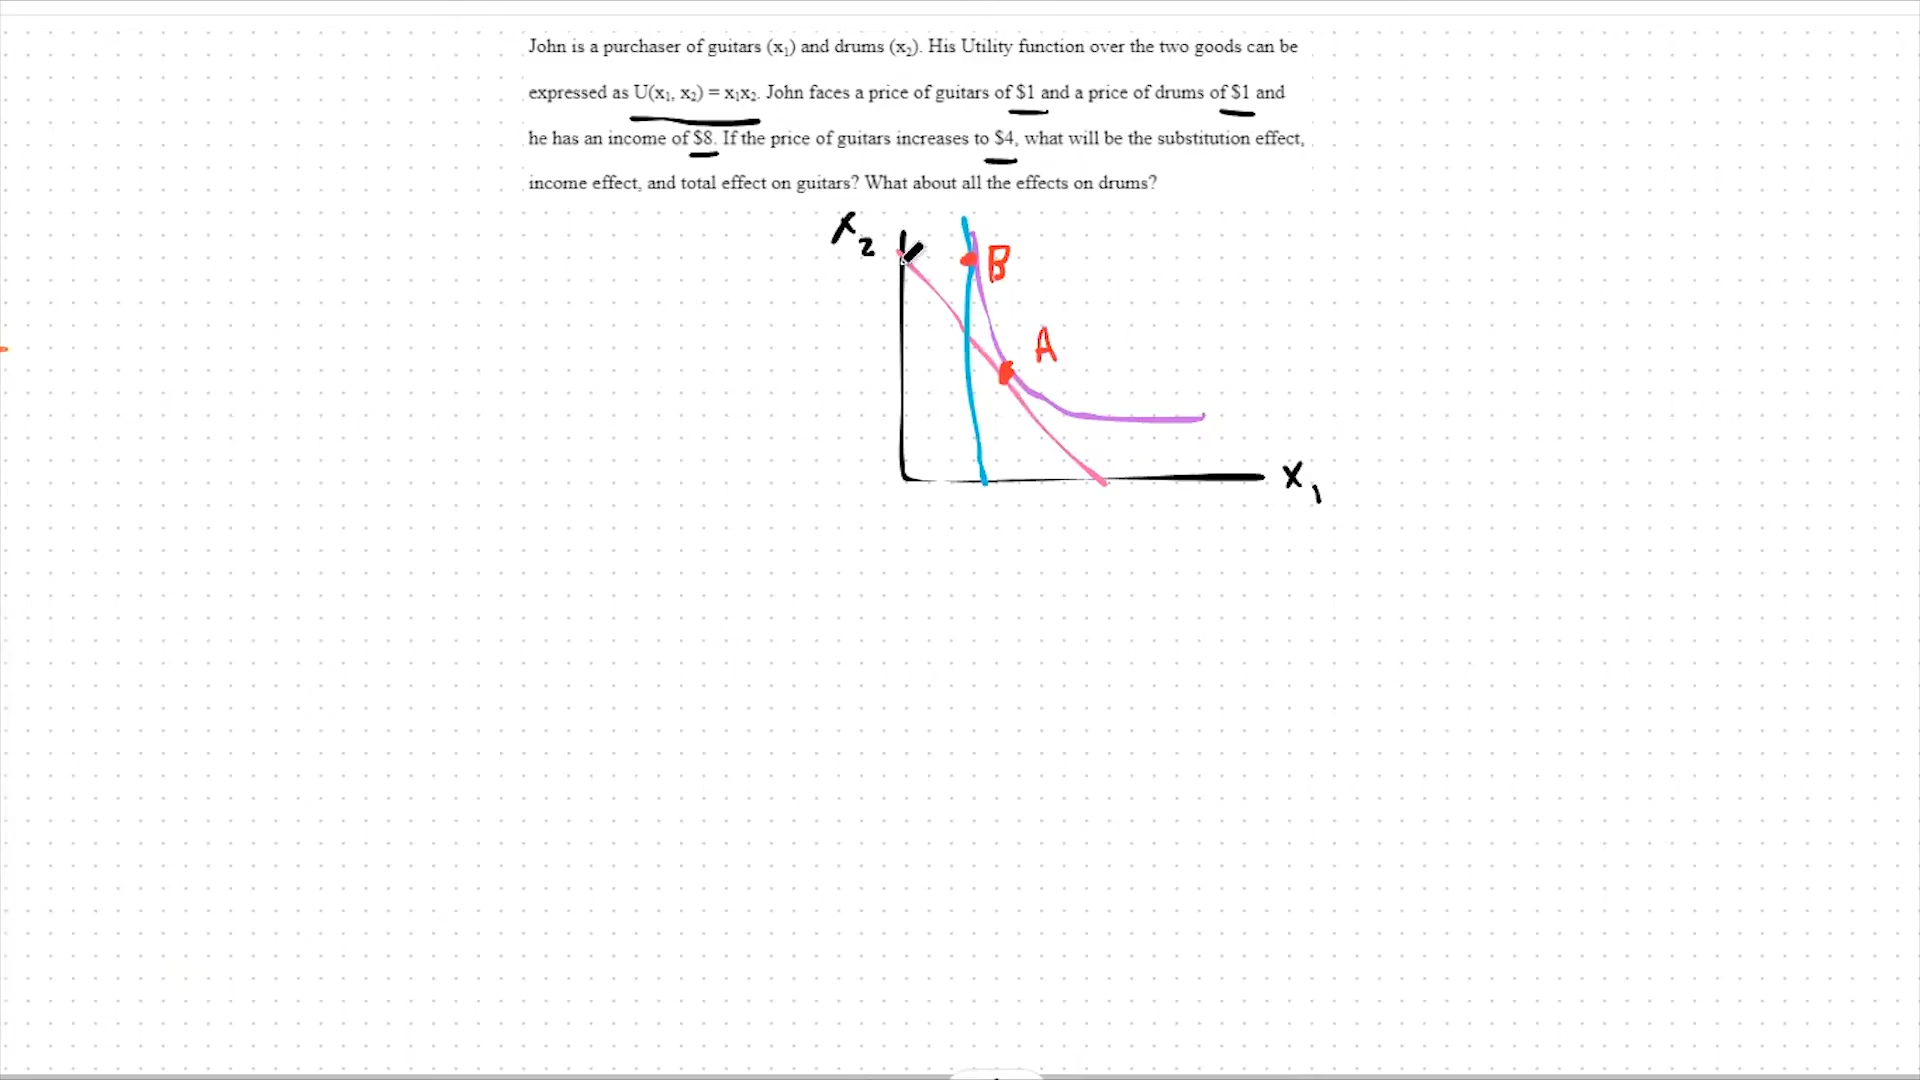 John is a purchaser of guitars (x₁) and drums (x₂). His Utility function over the two goods can be
expressed as U(x₁, x₂) = x₁x₂. John faces a price of guitars of $1 and a price of drums of $1 and
he has an income of $8. If the price of guitars increases to $4, what will be the substitution effect,
income effect, and total effect on guitars? What about all the effects on drums?
x₂
B
A
x₁